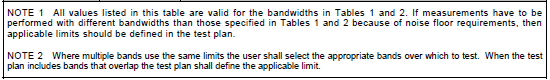 NOTE 1 All values listed in this table are valid for the bandwidths in Tables 1 and 2. If measurements have to be
performed with different bandwidths than those specified in Tables 1 and 2 because of noise floor requirements, then
applicable limits should be defined in the test plan.
NOTE 2 Where multiple bands use the same limits the user shall select the appropriate bands over which to test. When the test
plan includes bands that overlap the test plan shall define the applicable limit.